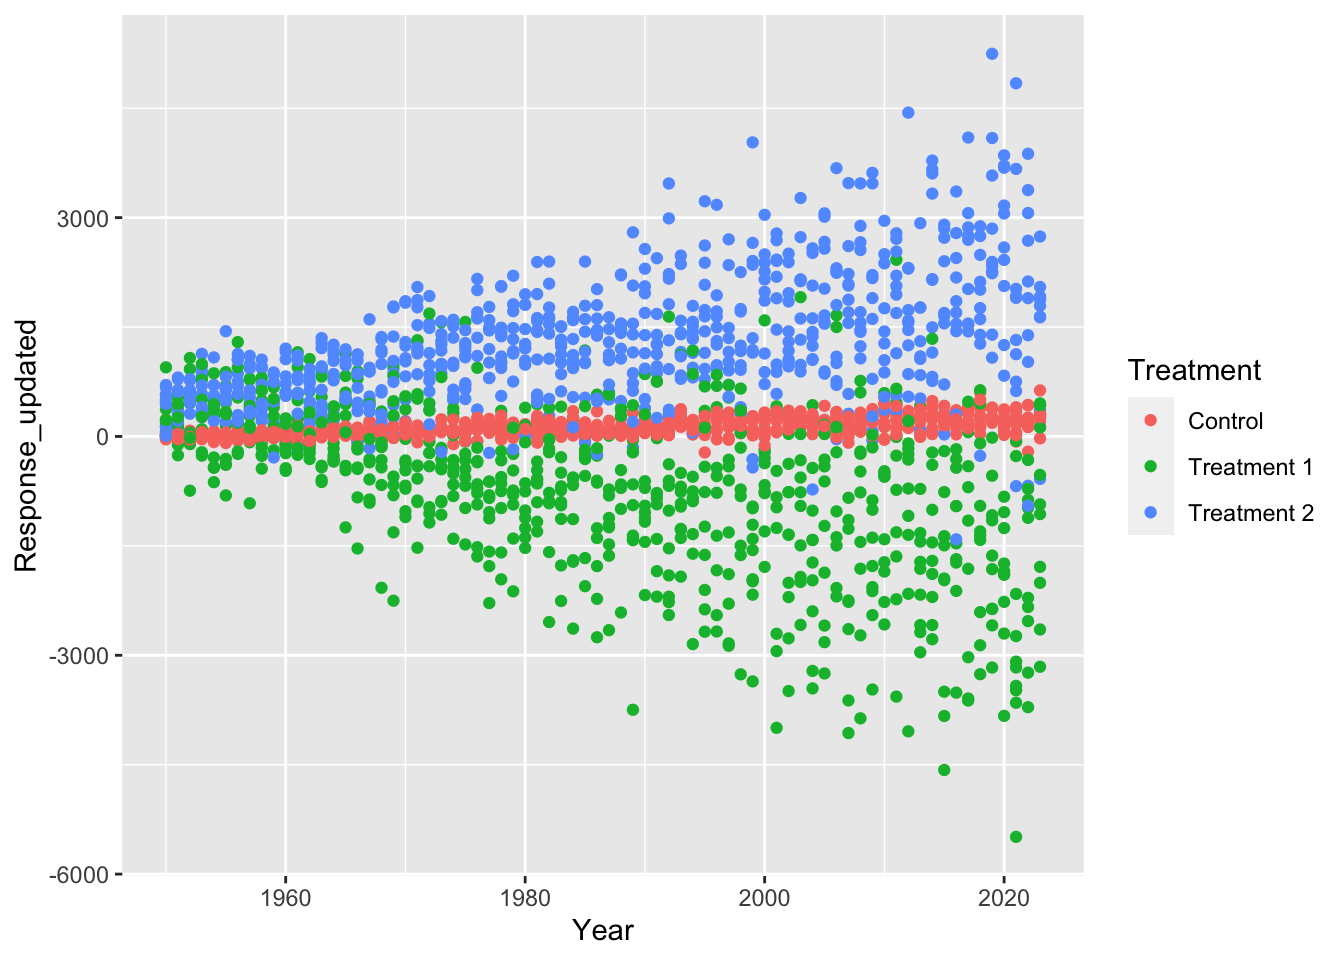 Response_updated
3000
0
-3000
-6000
1960
1980
2000
2020
Year
Treatment
Control
Treatment 1
Treatment 2